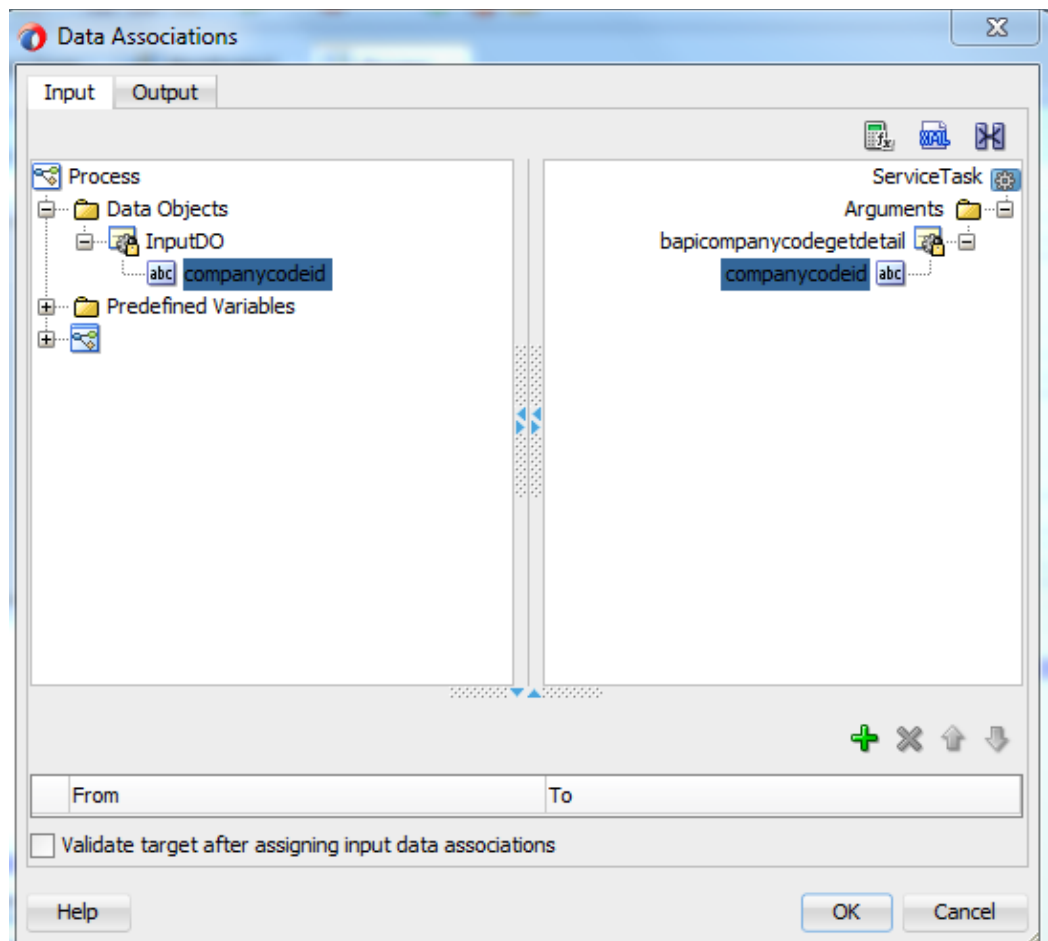 Data Associations
Input Output
Process
ServiceTask
Data Objects
Arguments
InputDO
bapicompanycodegetdetail
abc companycodeid
companycodeid abc
Predefined Variables
From To
Validate target after assigning input data associations
Help OK Cancel